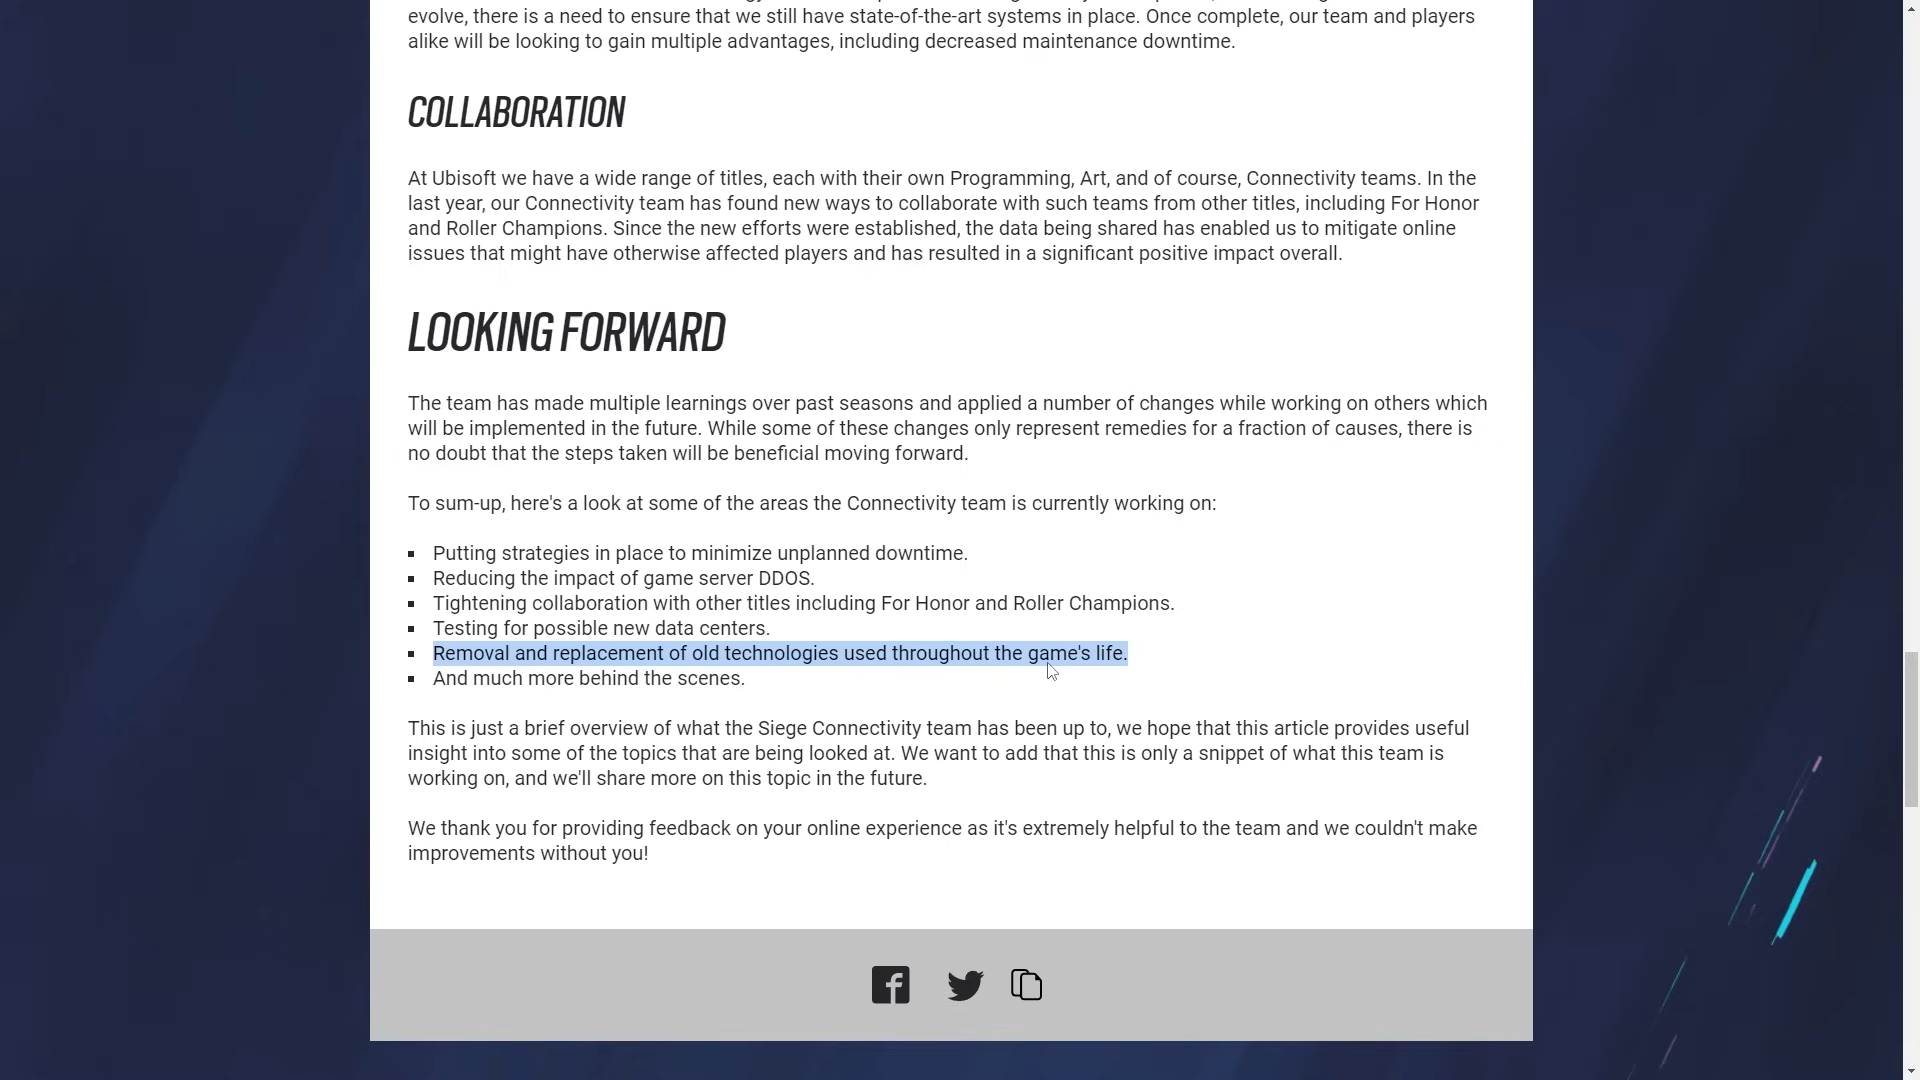 evolve, there is a need to ensure that we still have state-of-the-art systems in place. Once complete, our team and players
alike will be looking to gain multiple advantages, including decreased maintenance downtime.
COLLABORATION
At Ubisoft we have a wide range of titles, each with their own Programming, Art, and of course, Connectivity teams. In the
last year, our Connectivity team has found new ways to collaborate with such teams from other titles, including For Honor
and Roller Champions. Since the new efforts were established, the data being shared has enabled us to mitigate online
issues that might have otherwise affected players and has resulted in a significant positive impact overall.
LOOKING FORWARD
The team has made multiple learnings over past seasons and applied a number of changes while working on others which
will be implemented in the future. While some of these changes only represent remedies for a fraction of causes, there is
no doubt that the steps taken will be beneficial moving forward.
To sum-up, here's a look at some of the areas the Connectivity team is currently working on:
▪ Putting strategies in place to minimize unplanned downtime.
▪ Reducing the impact of game server DDOS.
▪ Tightening collaboration with other titles including For Honor and Roller Champions.
▪ Testing for possible new data centers.
▪ Removal and replacement of old technologies used throughout the game's life.
▪ And much more behind the scenes.
This is just a brief overview of what the Siege Connectivity team has been up to, we hope that this article provides useful
insight into some of the topics that are being looked at. We want to add that this is only a snippet of what this team is
working on, and we'll share more on this topic in the future.
We thank you for providing feedback on your online experience as it's extremely helpful to the team and we couldn't make
improvements without you!